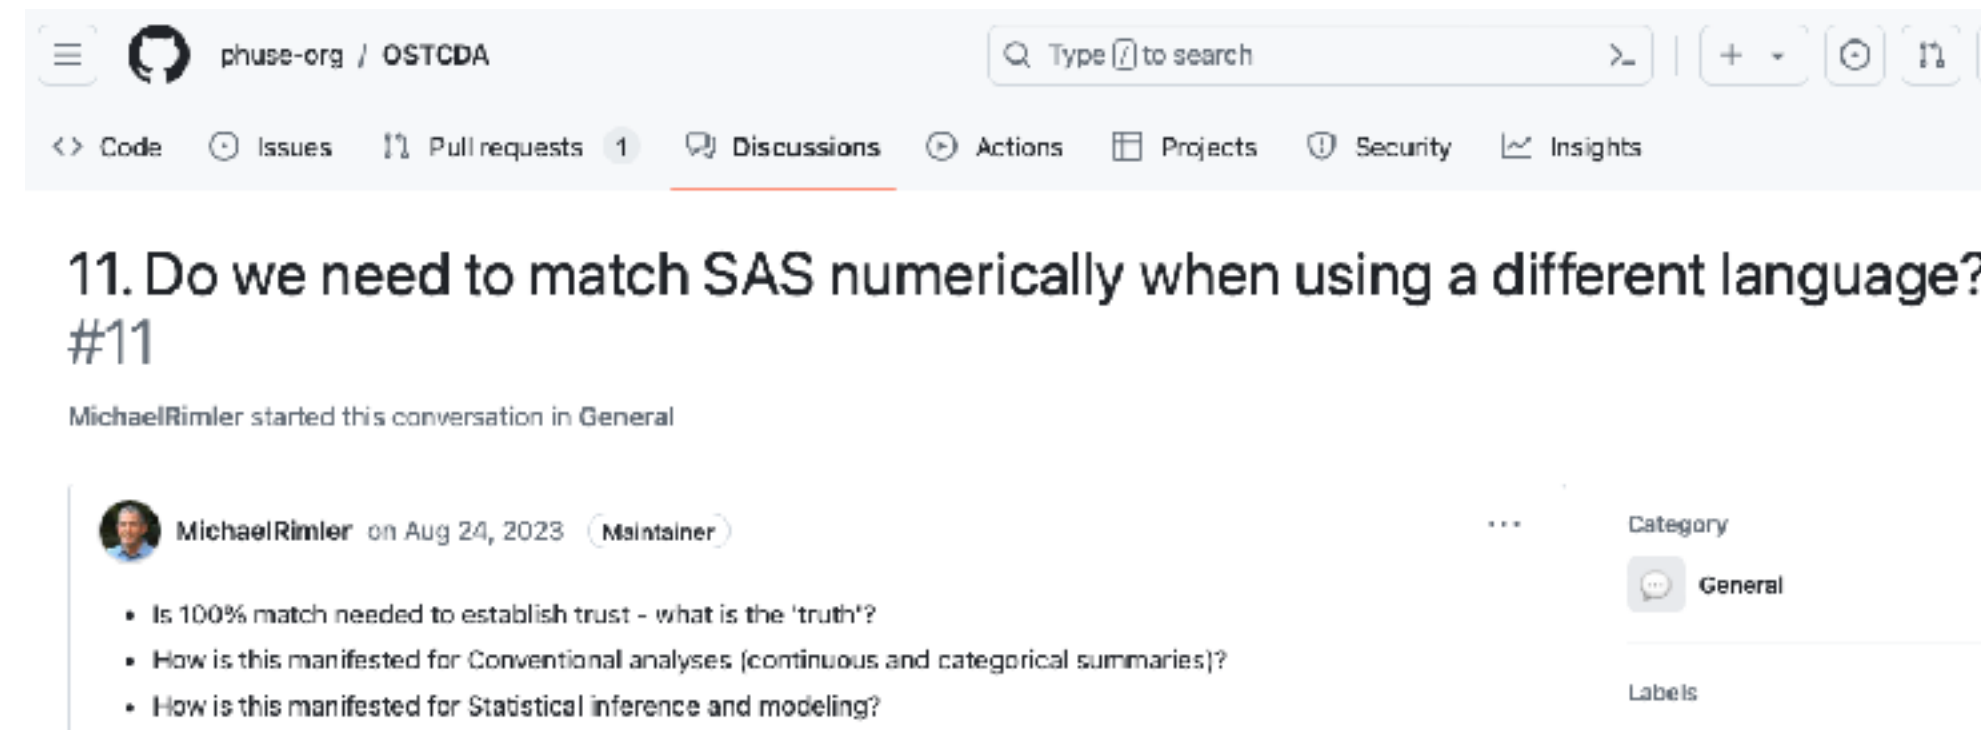 phuse-org / OSTCDA
Type / to search
Code
Issues
Pull requests 1
Discussions
Actions
Projects
Security
Insights
11. Do we need to match SAS numerically when using a different language?
#11
MichaelRimler started this conversation in General
MichaelRimler on Aug 24, 2023 Maintainer
• Is 100% match needed to establish trust - what is the 'truth'?
• How is this manifested for Conventional analyses (continuous and categorical summaries)?
• How is this manifested for Statistical inference and modeling?
Category
General
Labels